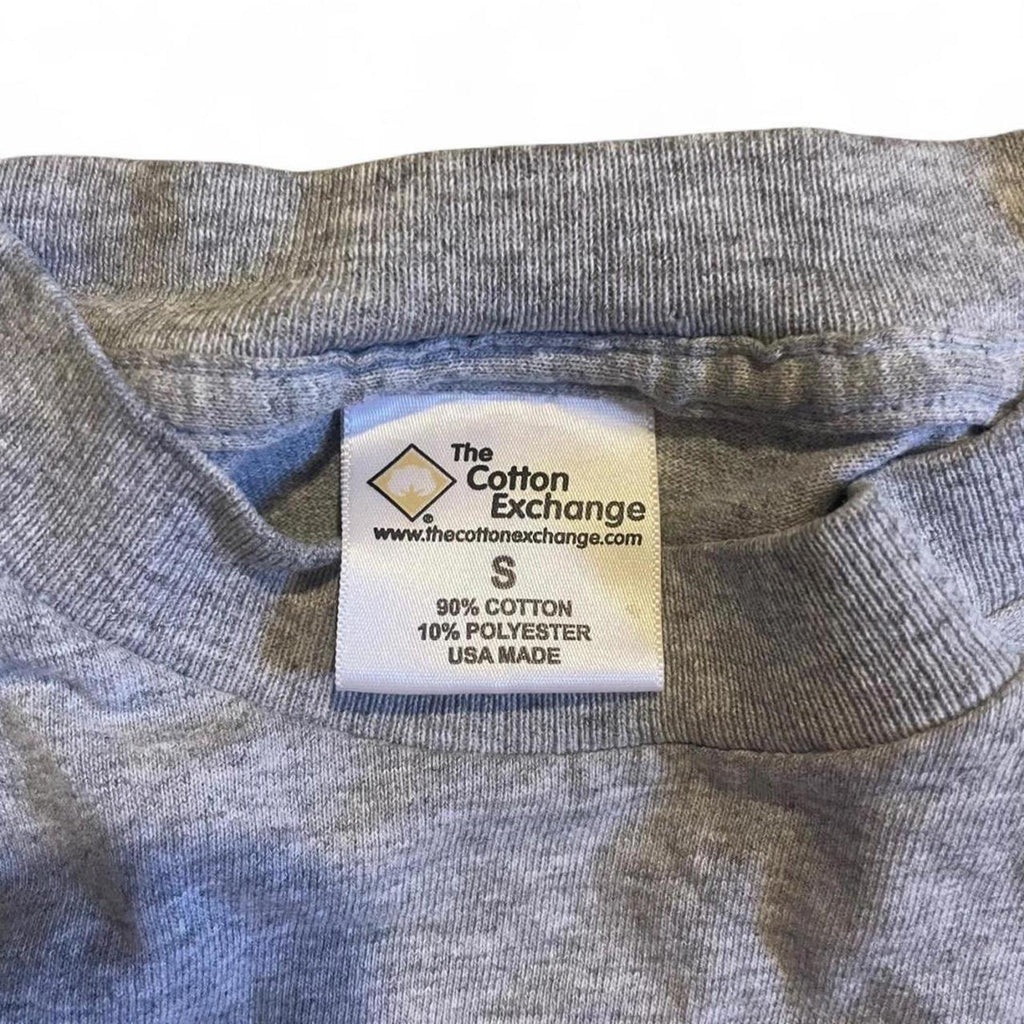 The
Cotton
Exchange
®
www.thecottonexchange.com
S
90% COTTON
10% POLYESTER
USA MADE